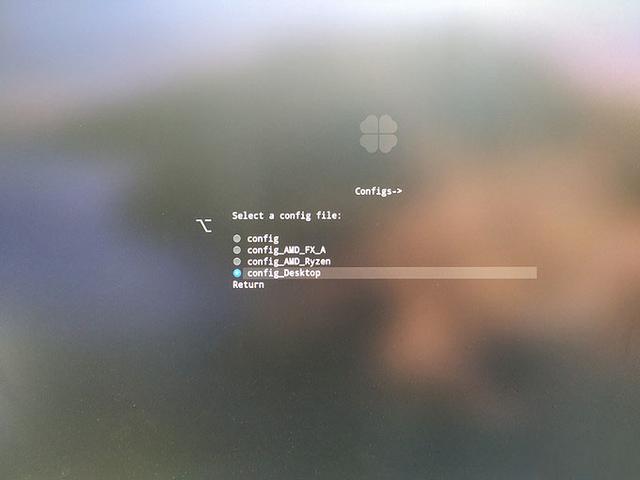 Configs->
Select a config file:
config
config_AMD_FX_A
config_AMD_Ryzen
config_Desktop
Return